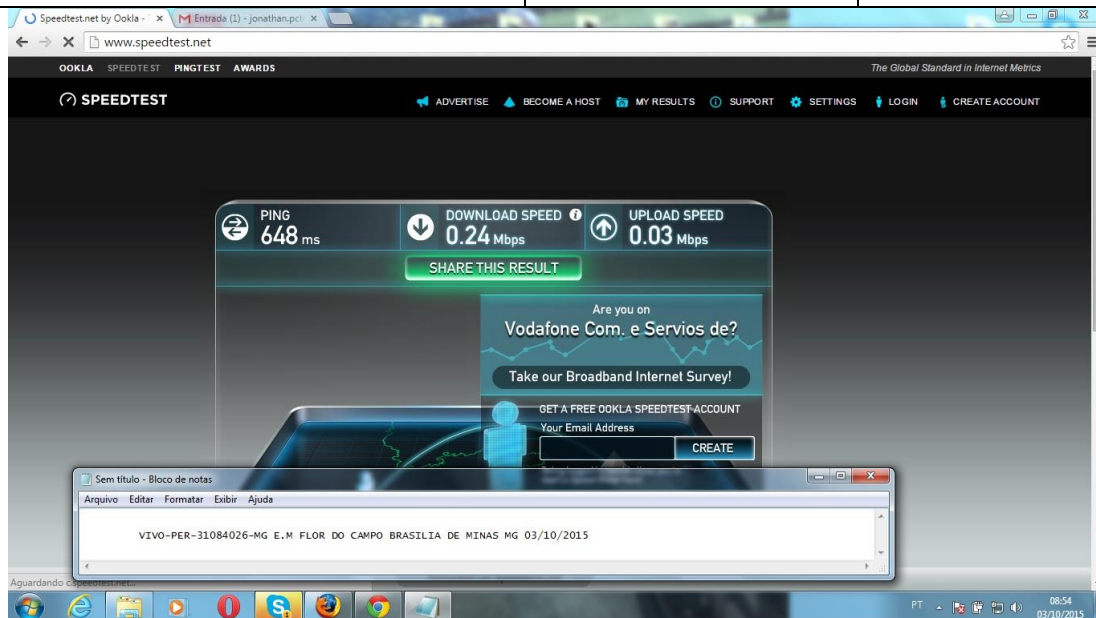 Speedtest.net by Ookla -
Entrada (1) - jonathan.pct
www.speedtest.net
OOKLA SPEEDTEST PINGTEST AWARDS
The Global Standard in Internet Metrics
SPEEDTEST
ADVERTISE BECOME A HOST MY RESULTS SUPPORT SETTINGS LOGIN CREATE ACCOUNT
PING
648 ms
DOWNLOAD SPEED
0.24 Mbps
UPLOAD SPEED
0.03 Mbps
SHARE THIS RESULT
Are you on
Vodafone Com. e Servios de?
Take our Broadband Internet Survey!
GET A FREE OOKLA SPEEDTEST ACCOUNT
Your Email Address
CREATE
Sem título - Bloco de notas
Arquivo Editar Formatar Exibir Ajuda
VIVO-PER-31084026-MG E.M FLOR DO CAMPO BRASILIA DE MINAS MG 03/10/2015
Aguardando c.speedtest.net...
PT
08:54
03/10/2015